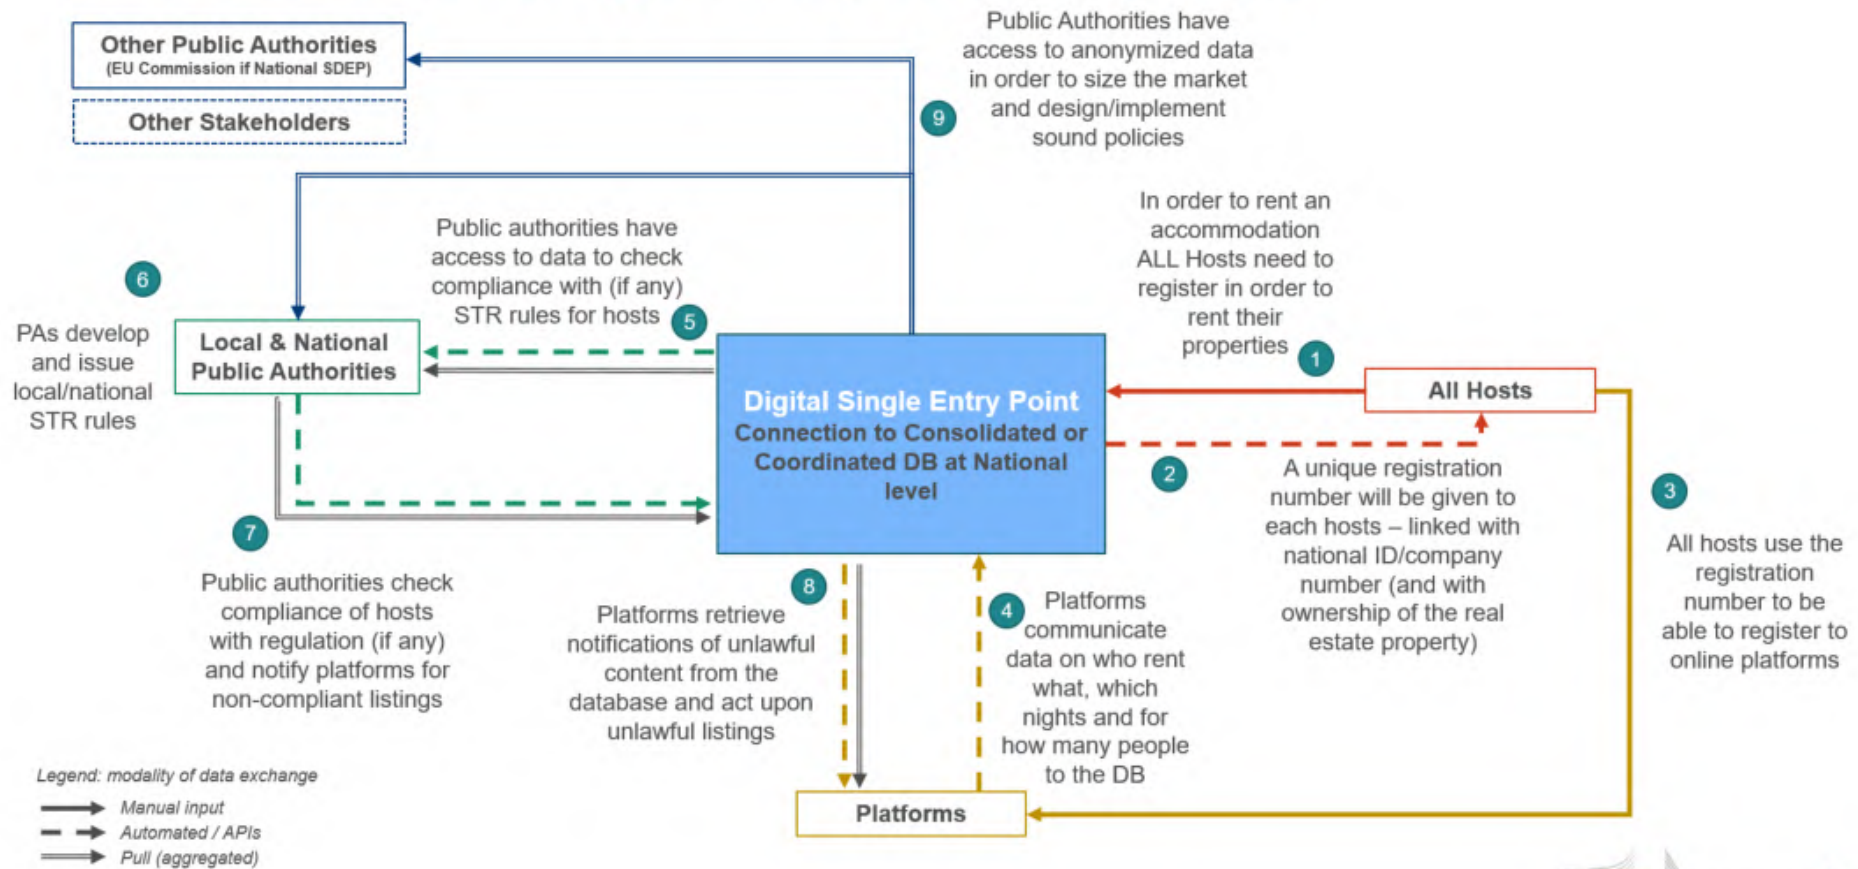 Other Public Authorities
(EU Commission if National SDEP)
Other Stakeholders
9
Public Authorities have
access to anonymized data
in order to size the market
and design/implement
sound policies
6
PAs develop
and issue
local/national
STR rules
Local & National
Public Authorities
Public authorities have
access to data to check
compliance with (if any)
STR rules for hosts
5
Digital Single Entry Point
Connection to Consolidated or
Coordinated DB at National
level
In order to rent an
accommodation
ALL Hosts need to
register in order to
rent their
properties
1
All Hosts
2
A unique registration
number will be given to
each hosts – linked with
national ID/company
number (and with
ownership of the real
estate property)
3
All hosts use the
registration
number to be
able to register to
online platforms
7
Public authorities check
compliance of hosts
with regulation (if any)
and notify platforms for
non-compliant listings
8
Platforms retrieve
notifications of unlawful
content from the
database and act upon
unlawful listings
4
Platforms
communicate
data on who rent
what, which
nights and for
how many people
to the DB
Platforms
Legend: modality of data exchange
Manual input
Automated / APIs
Pull (aggregated)